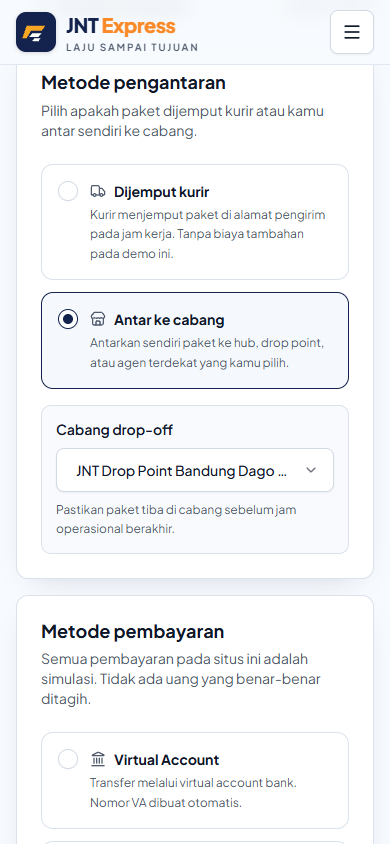 JNT Express
LAJU SAMPAI TUJUAN
Metode pengantaran
Pilih apakah paket dijemput kurir atau kamu
antar sendiri ke cabang.
Dijemput kurir
Kurir menjemput paket di alamat pengirim
pada jam kerja. Tanpa biaya tambahan
pada demo ini.
Antar ke cabang
Antarkan sendiri paket ke hub, drop point,
atau agen terdekat yang kamu pilih.
Cabang drop-off
JNT Drop Point Bandung Dago ...
Pastikan paket tiba di cabang sebelum jam
operasional berakhir.
Metode pembayaran
Semua pembayaran pada situs ini adalah
simulasi. Tidak ada uang yang benar-benar
ditagih.
Virtual Account
Transfer melalui virtual account bank.
Nomor VA dibuat otomatis.